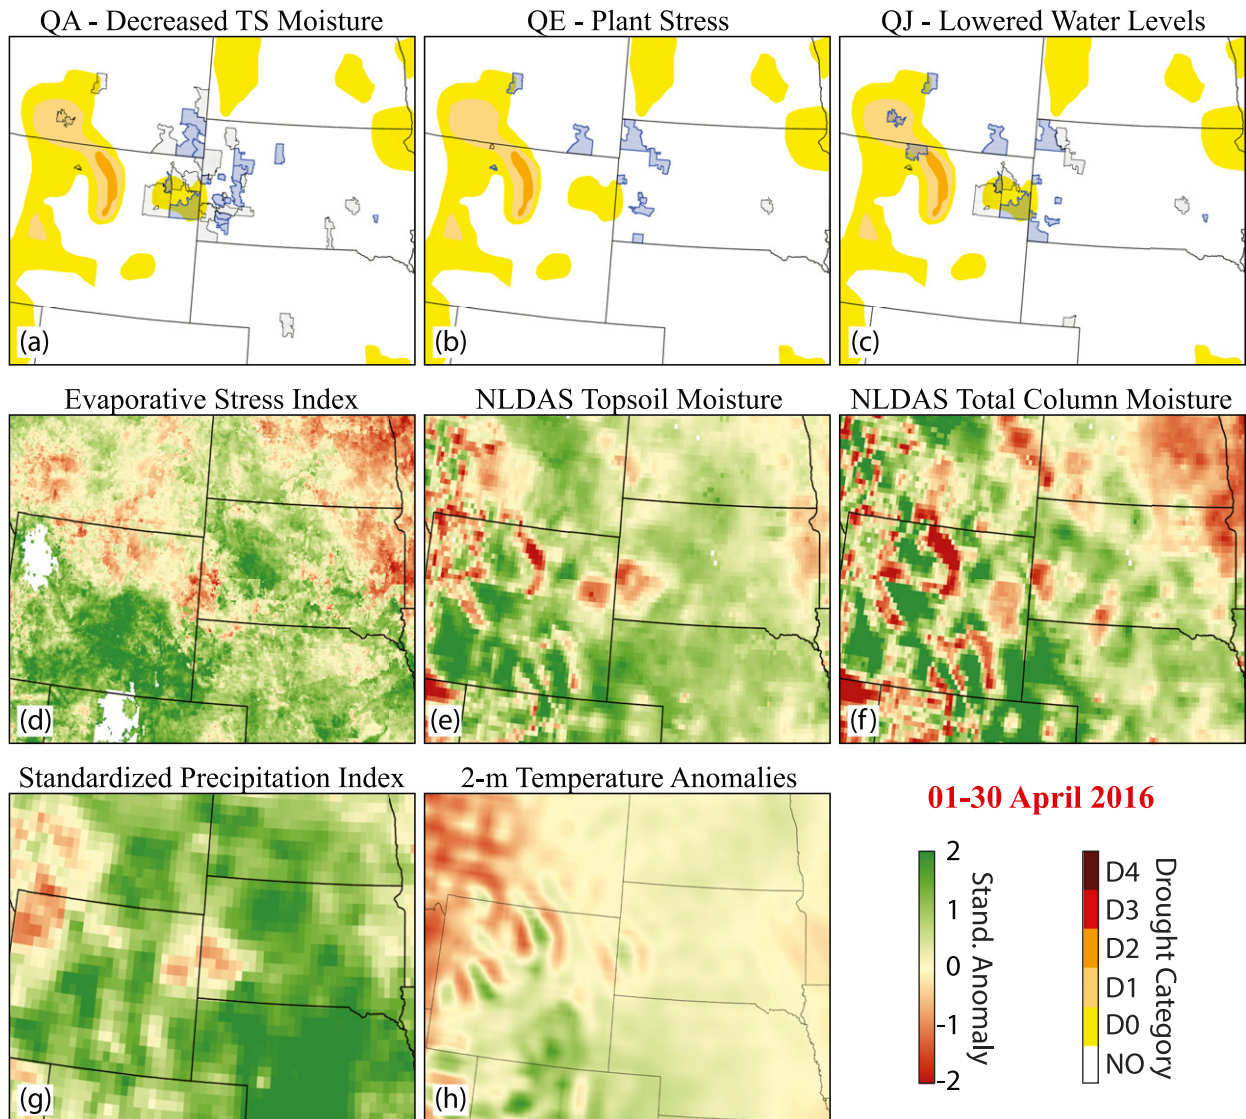 QA - Decreased TS Moisture
QE - Plant Stress
QJ - Lowered Water Levels
(a)
(b)
(c)
Evaporative Stress Index
NLDAS Topsoil Moisture
NLDAS Total Column Moisture
(d)
(e)
(f)
Standardized Precipitation Index
2-m Temperature Anomalies
(g)
(h)
01-30 April 2016
2
1
0
-1
-2
Stand. Anomaly
D4
D3
D2
D1
D0
NO
Drought Category